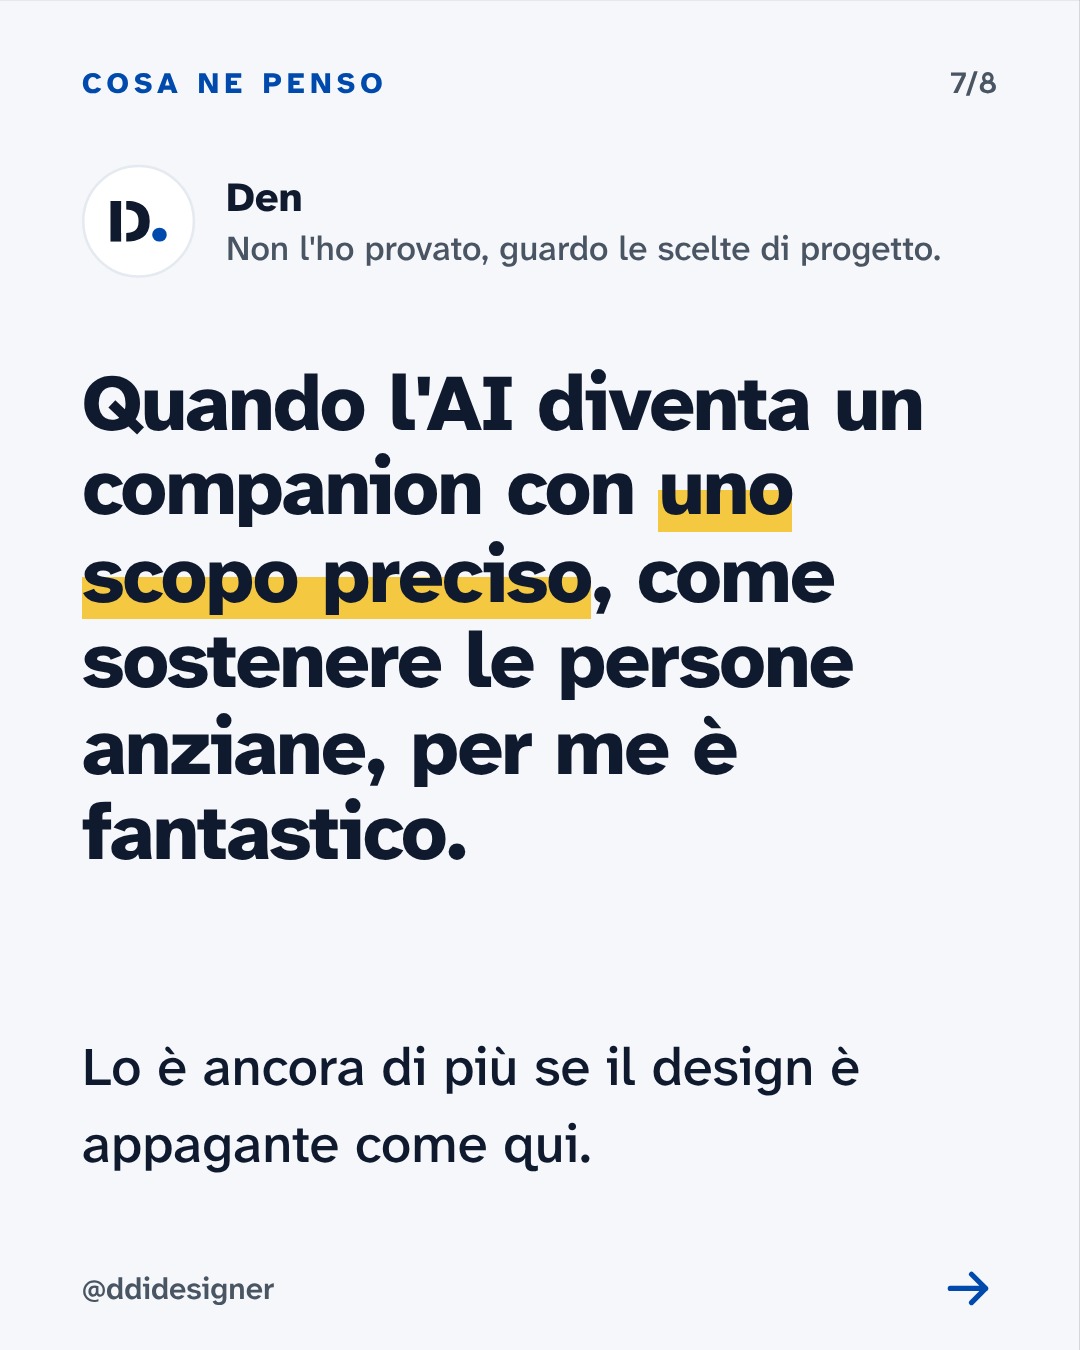 COSA NE PENSO
7/8
D.
Den
Non l'ho provato, guardo le scelte di progetto.
Quando l'AI diventa un
companion con uno
scopo preciso, come
sostenere le persone
anziane, per me è
fantastico.
Lo è ancora di più se il design è
appagante come qui.
@ddidesigner